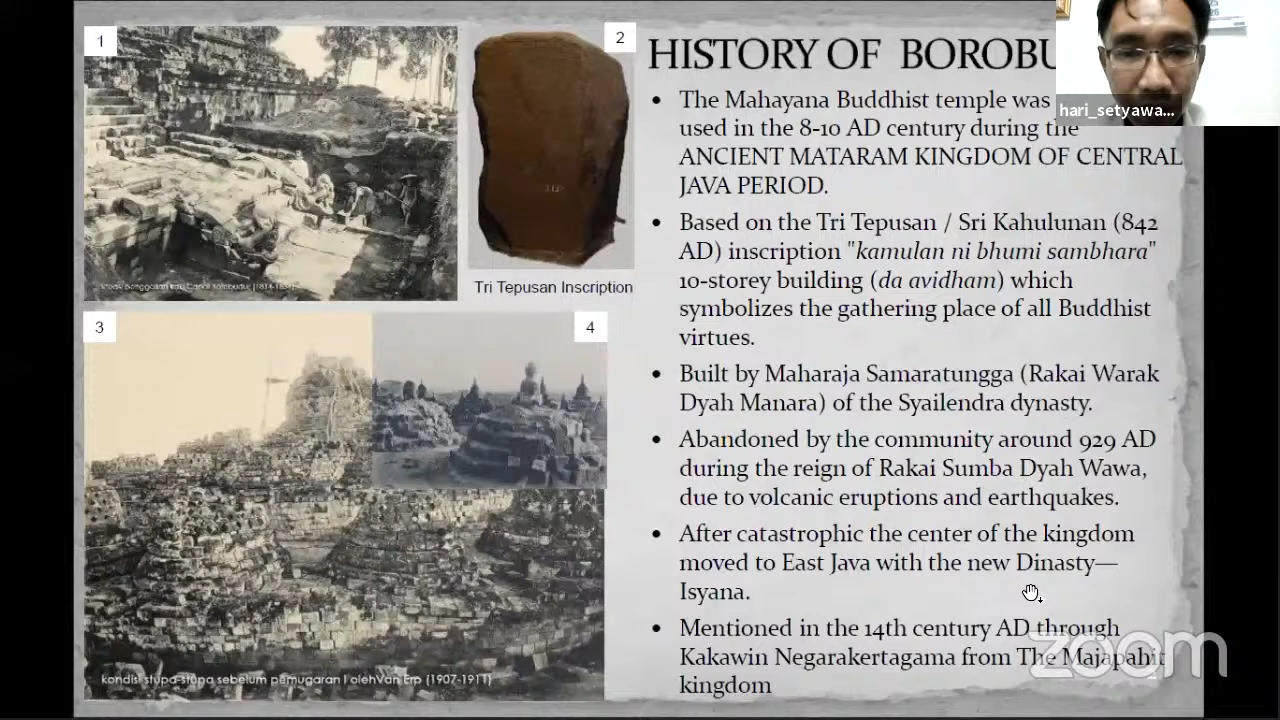 1
2
HISTORY OF BOROBU
hari_setyawa...
The Mahayana Buddhist temple was
used in the 8-10 AD century during the
ANCIENT MATARAM KINGDOM OF CENTRAL
JAVA PERIOD.
Based on the Tri Tepusan / Sri Kahulunan (842
AD) inscription "kamulan ni bhumi sambhara"
10-storey building (da avidham) which
symbolizes the gathering place of all Buddhist
virtues.
Built by Maharaja Samaratungga (Rakai Warak
Dyah Manara) of the Syailendra dynasty.
Abandoned by the community around 929 AD
during the reign of Rakai Sumba Dyah Wawa,
due to volcanic eruptions and earthquakes.
After catastrophic the center of the kingdom
moved to East Java with the new Dinasty—
Isyana.
Mentioned in the 14th century AD through
Kakawin Negarakertagama from The Majapahit
kingdom
Tri Tepusan Inscription
3
4
kondisi stupa-stupa sebelum pemugaran I olehVan Erp (1907-1911)
zoom